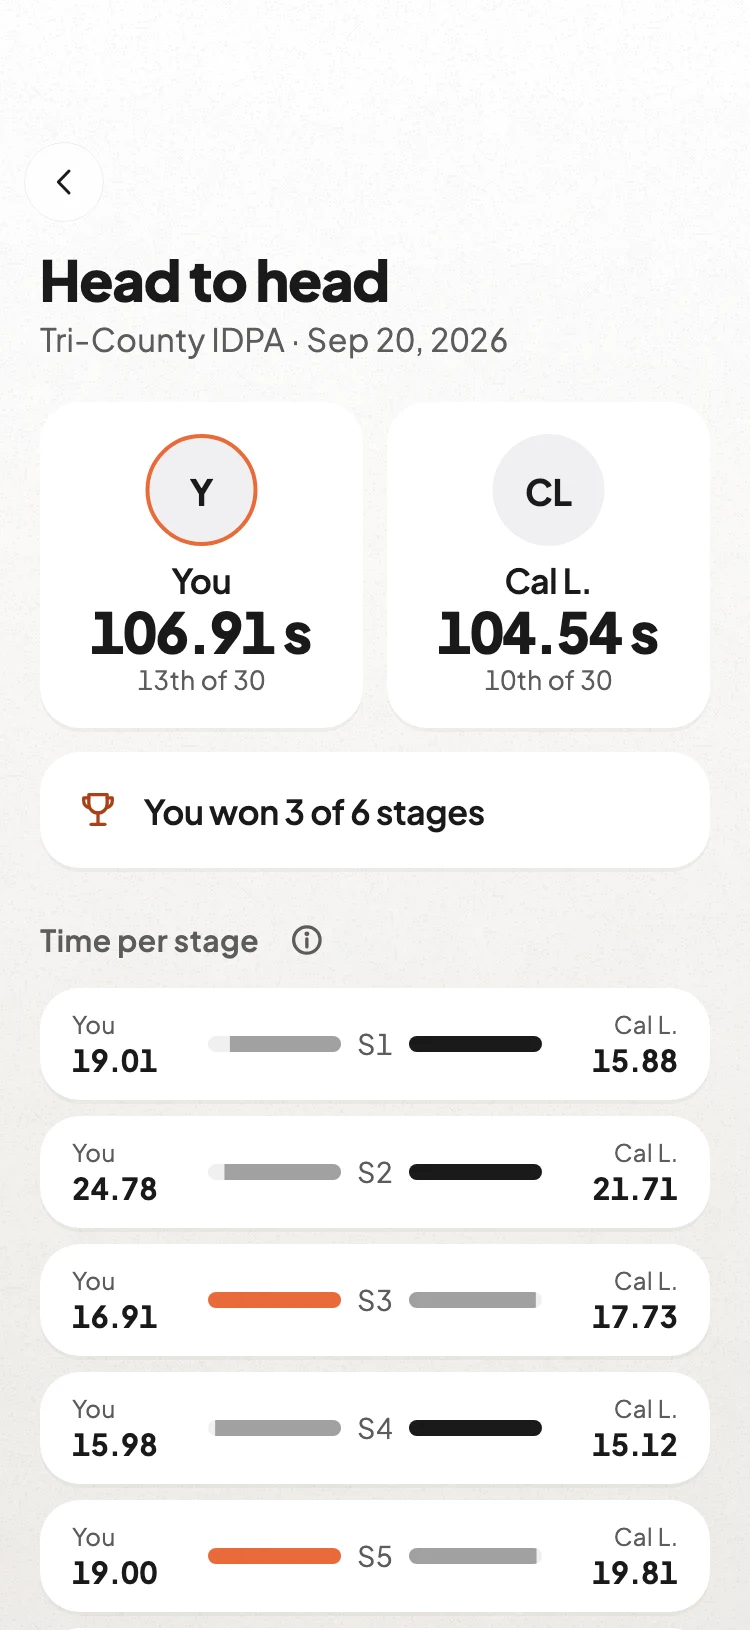 Head to head
Tri-County IDPA · Sep 20, 2026
Y
CL
You
Cal L.
106.91 s
104.54 s
13th of 30
10th of 30
You won 3 of 6 stages
Time per stage
You
19.01
S1
Cal L.
15.88
You
24.78
S2
Cal L.
21.71
You
16.91
S3
Cal L.
17.73
You
15.98
S4
Cal L.
15.12
You
19.00
S5
Cal L.
19.81